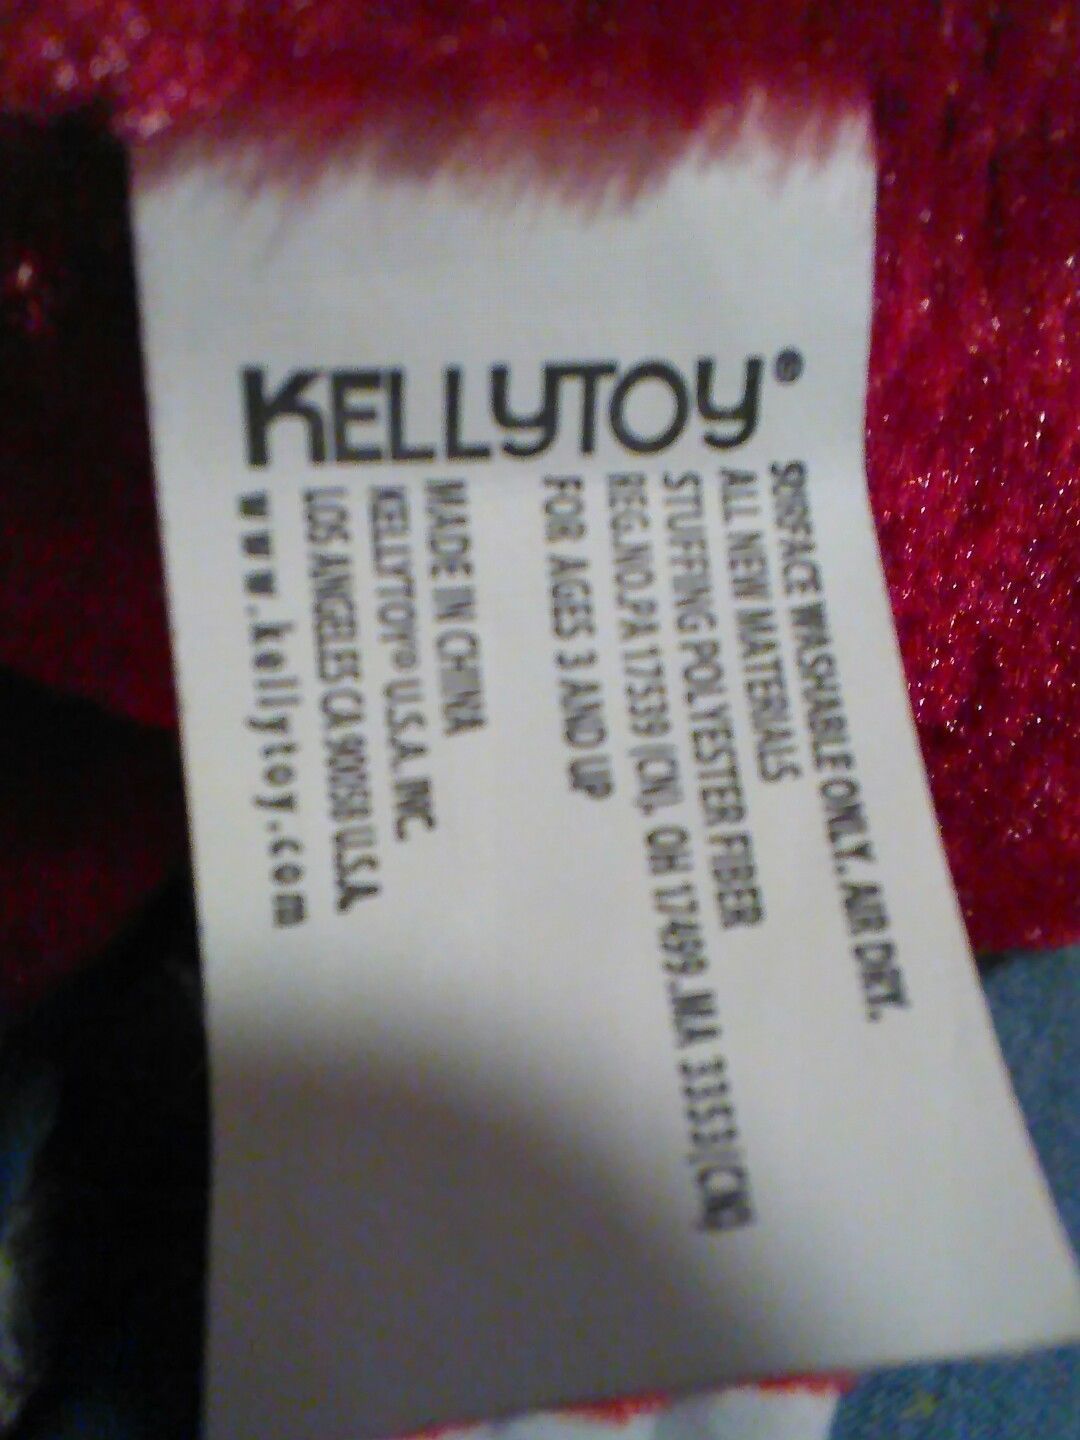 KELLYTOY®
SURFACE WASHABLE ONLY. AIR DRY.
ALL NEW MATERIALS
STUFFING POLYESTER FIBER
REG.NO.PA 17539 (CN), OH 17499 .MA 3353(CN)
FOR AGES 3 AND UP
MADE IN CHINA
KELLYTOY® U.S.A. INC
LOS ANGELES CA 90058 U.S.A.
www.kellytoy.com